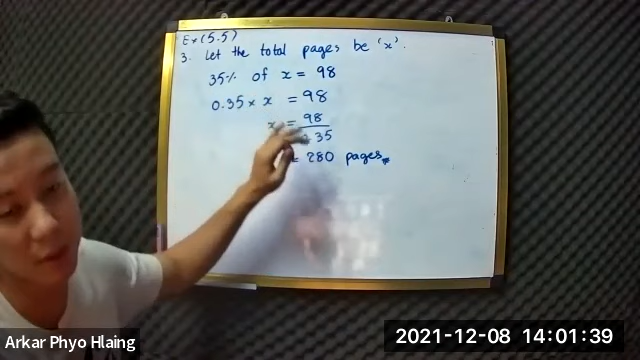 Ex (5.5)
3. Let the total pages be 'x'.
35% of x = 98
0.35 × x = 98
x = 98
35
= 280 pages
Arkar Phyo Hlaing
2021-12-08 14:01:39